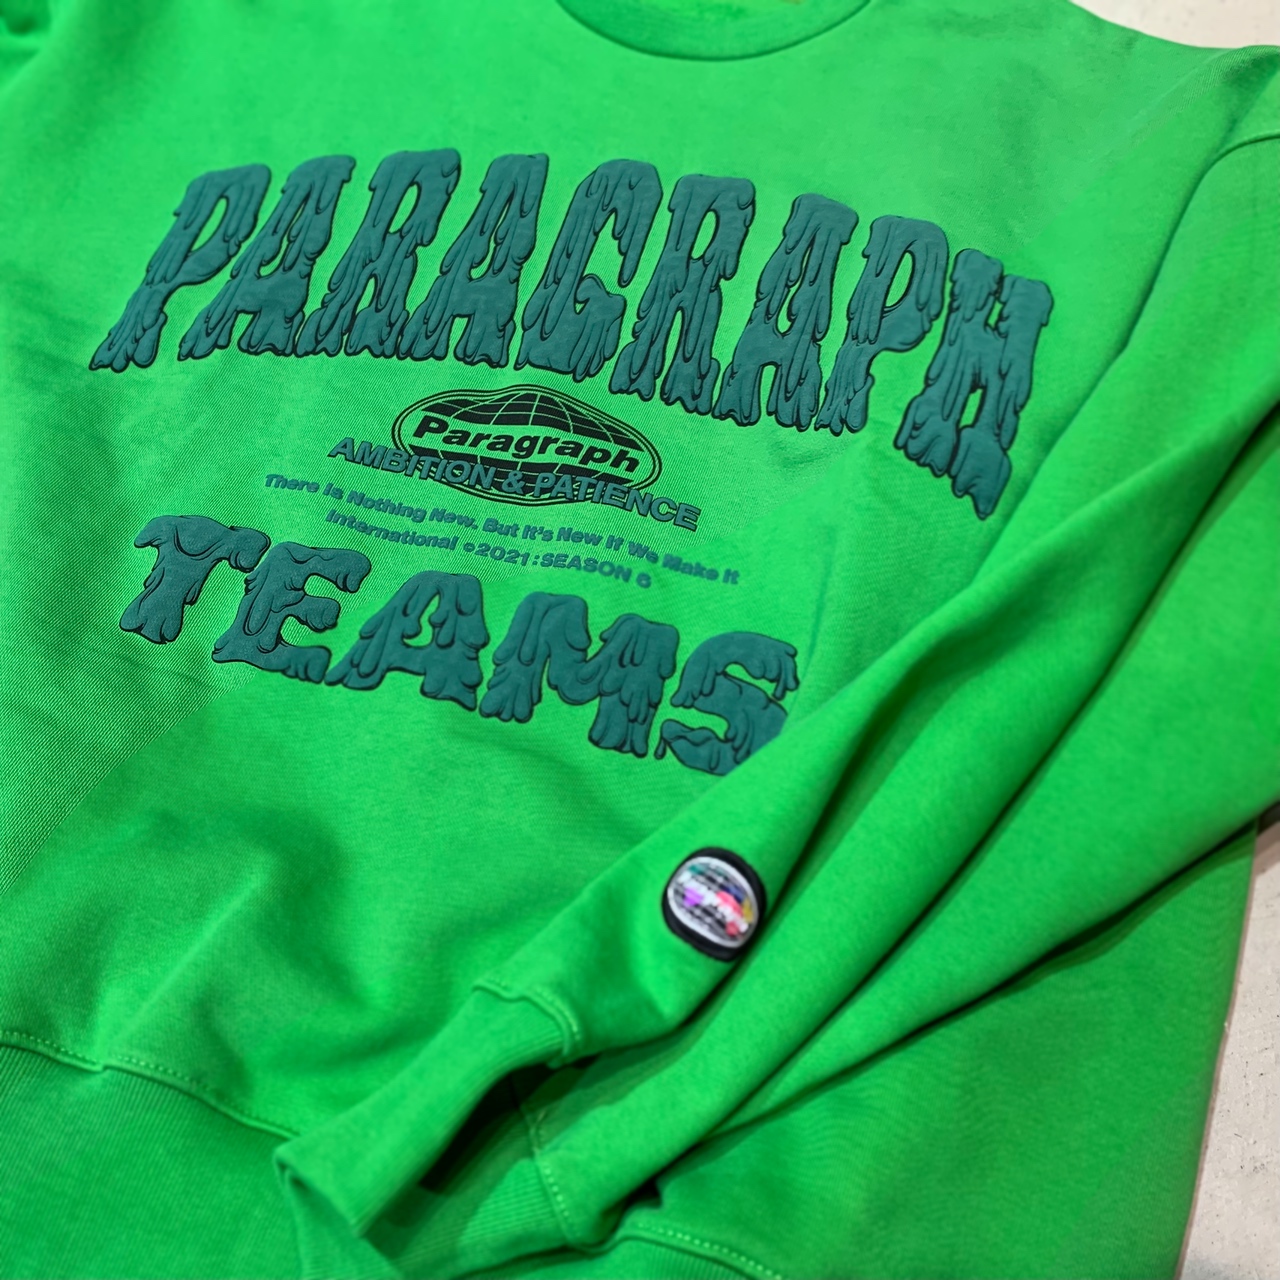 PARAGRAPH
Paragraph
AMBITION & PATIENCE
There Is Nothing New. But It's New If We Make It
International ©2021:SEASON 6
TEAMS